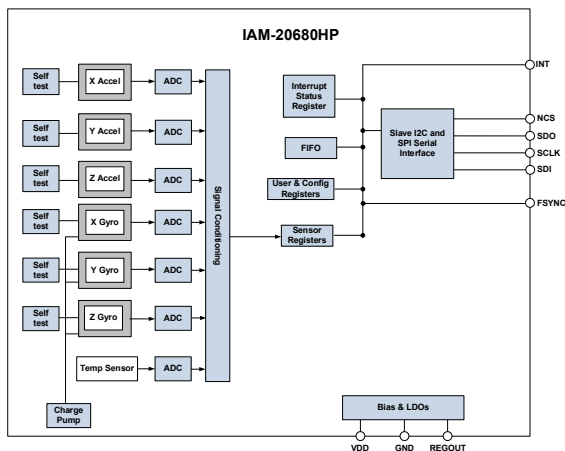 IAM-20680HP
Self
test
X Accel
ADC
Self
test
Y Accel
ADC
Self
test
Z Accel
ADC
Self
test
X Gyro
ADC
Self
test
Y Gyro
ADC
Self
test
Z Gyro
ADC
Temp Sensor
ADC
Charge
Pump
Signal Conditioning
Interrupt
Status
Register
FIFO
User & Config
Registers
Sensor
Registers
Slave I2C and
SPI Serial
Interface
INT
NCS
SDO
SCLK
SDI
FSYNC
Bias & LDOs
VDD
GND
REGOUT